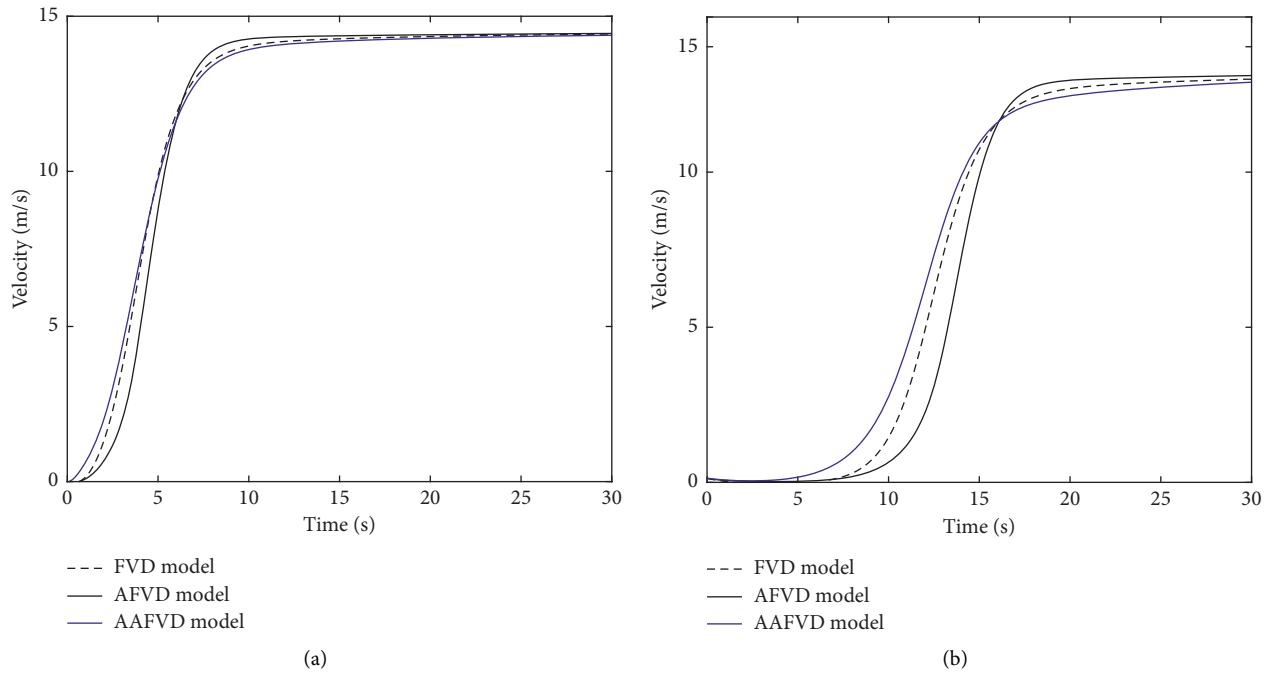 15
10
5
0
Velocity (m/s)
0 5 10 15 20 25 30
Time (s)
FVD model
AFVD model
AAFVD model
(a)
15
10
5
0
Velocity (m/s)
0 5 10 15 20 25 30
Time (s)
FVD model
AFVD model
AAFVD model
(b)